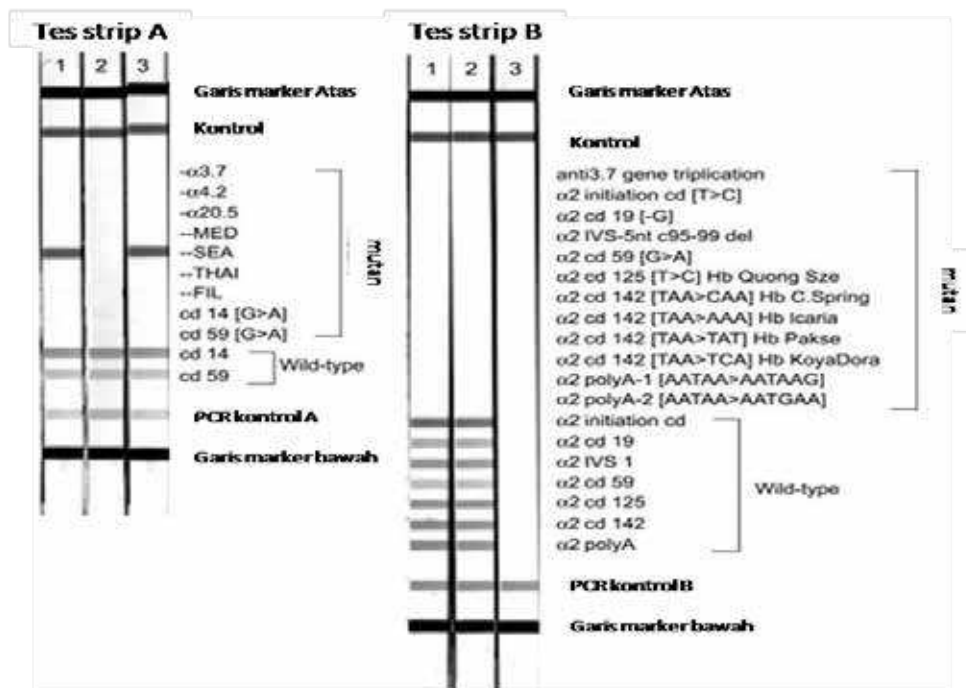 Tes strip A
1 2 3
Garis marker Atas
Kontrol
-α3.7
-α4.2
-α20.5
--MED
--SEA
--THAI
--FIL
cd 14 [G>A]
cd 59 [G>A]
mutan
cd 14
cd 59
Wild-type
PCR kontrol A
Garis marker bawah
Tes strip B
1 2 3
Garis marker Atas
Kontrol
anti3.7 gene triplication
α2 initiation cd [T>C]
α2 cd 19 [-G]
α2 IVS-5nt c95-99 del
α2 cd 59 [G>A]
α2 cd 125 [T>C] Hb Quong Sze
α2 cd 142 [TAA>CAA] Hb C.Spring
α2 cd 142 [TAA>AAA] Hb Icaria
α2 cd 142 [TAA>TAT] Hb Pakse
α2 cd 142 [TAA>TCA] Hb KoyaDora
α2 polyA-1 [AATAA>AATAAG]
α2 polyA-2 [AATAA>AATGAA]
mutan
α2 initiation cd
α2 cd 19
α2 IVS 1
α2 cd 59
α2 cd 125
α2 cd 142
α2 polyA
Wild-type
PCR kontrol B
Garis marker bawah